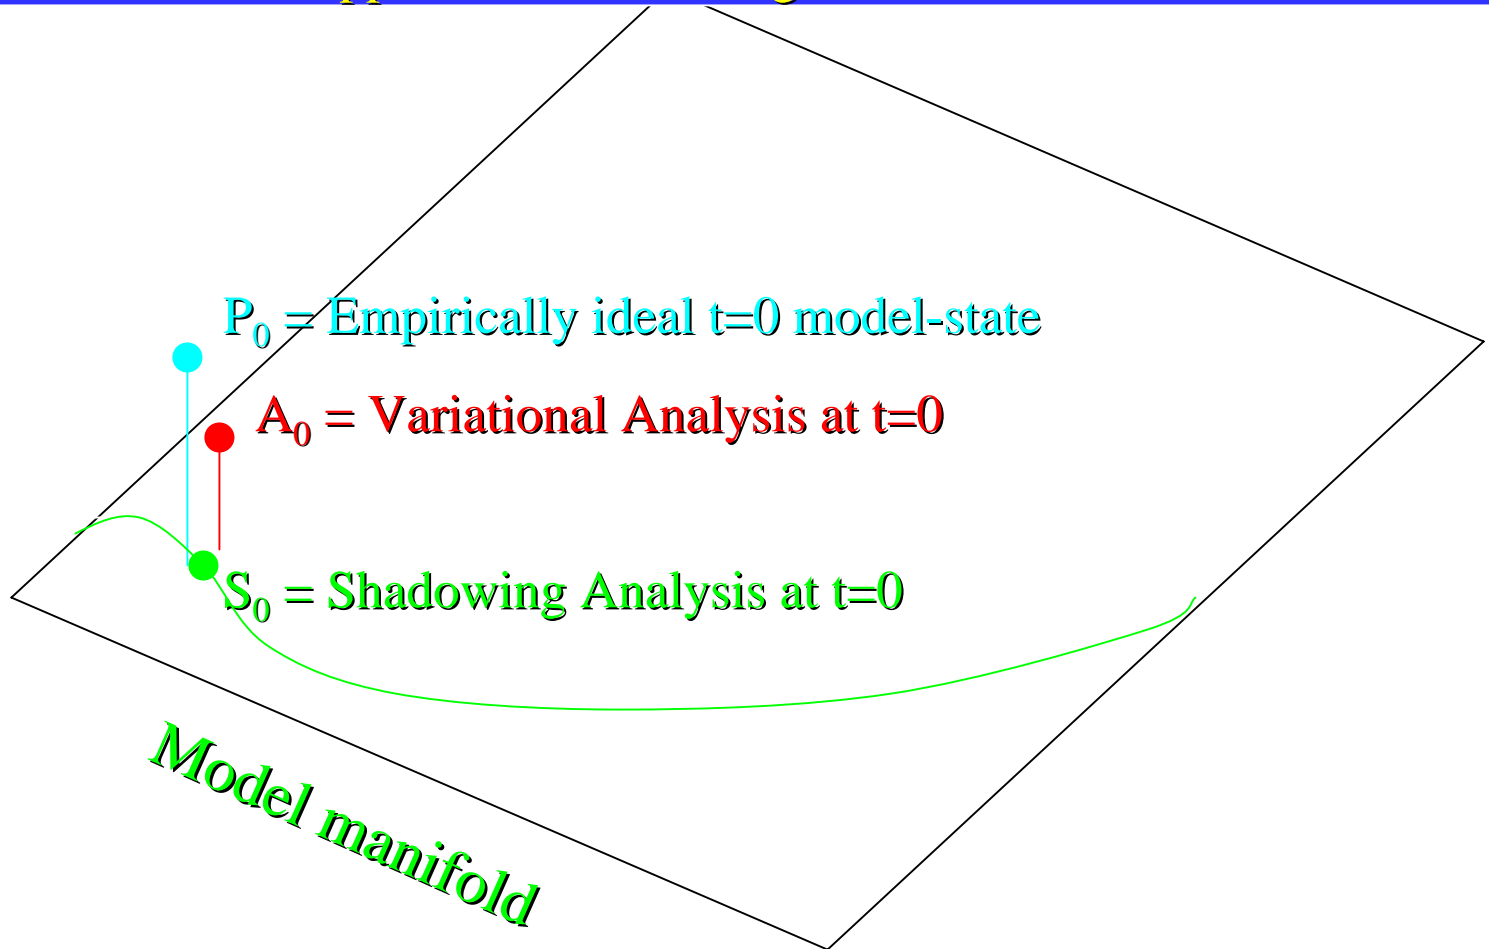 P₀ = Empirically ideal t=0 model-state
A₀ = Variational Analysis at t=0
S₀ = Shadowing Analysis at t=0
Model manifold